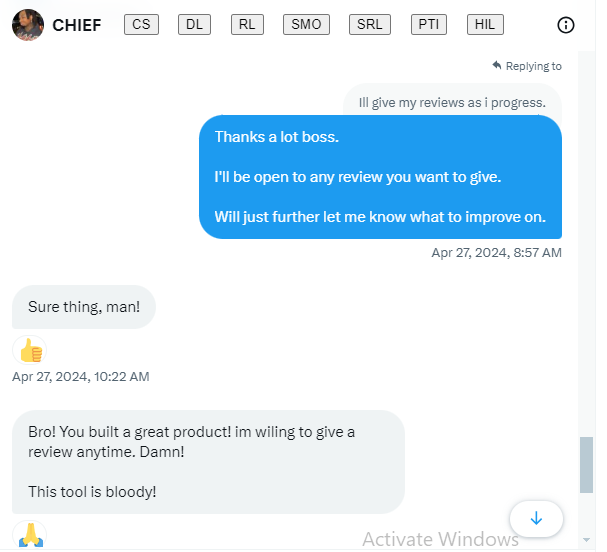 CHIEF CS DL RL SMO SRL PTI HIL
Replying to
Ill give my reviews as i progress.
Thanks a lot boss.
I'll be open to any review you want to give.
Will just further let me know what to improve on.
Apr 27, 2024, 8:57 AM
Sure thing, man!
Apr 27, 2024, 10:22 AM
Bro! You built a great product! im wiling to give a
review anytime. Damn!
This tool is bloody!
Activate Windows